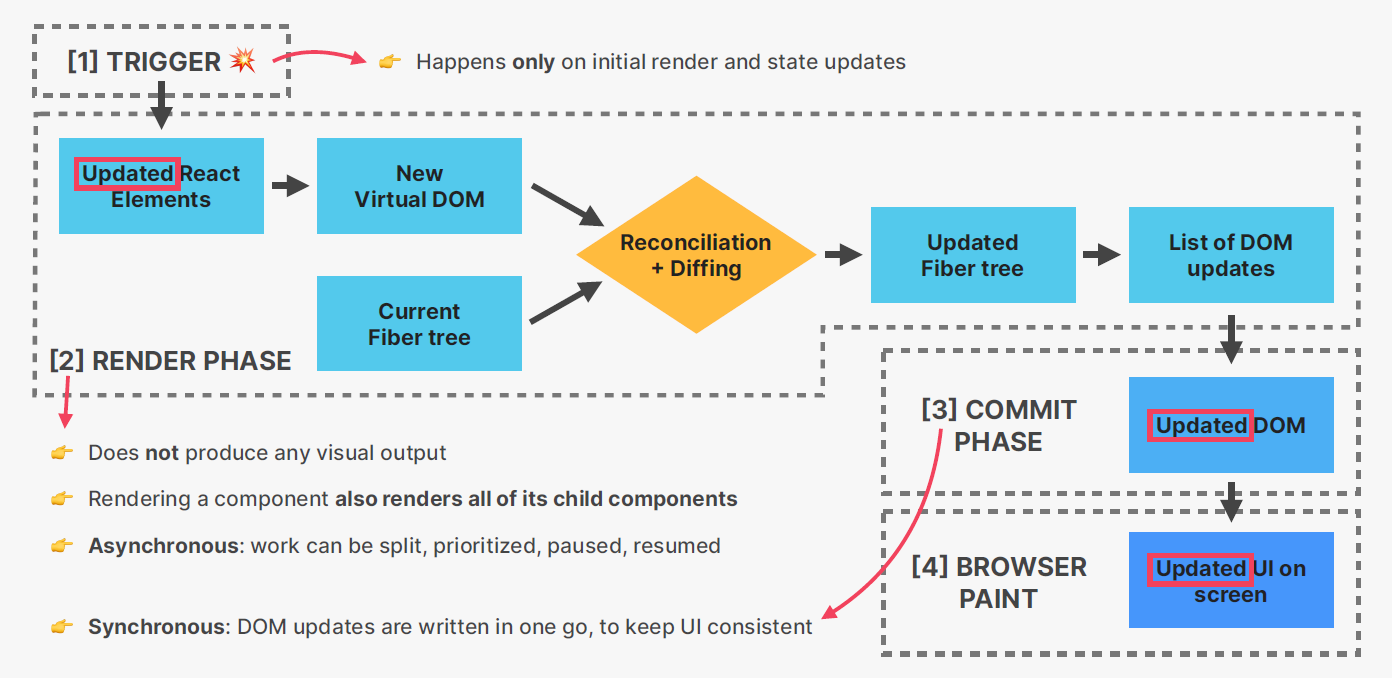 [1] TRIGGER 💥
👉 Happens only on initial render and state updates
Updated React
Elements
New
Virtual DOM
Current
Fiber tree
Reconciliation
+ Diffing
Updated
Fiber tree
List of DOM
updates
[2] RENDER PHASE
[3] COMMIT
PHASE
Updated DOM
[4] BROWSER
PAINT
Updated UI on
screen
👉 Does not produce any visual output
👉 Rendering a component also renders all of its child components
👉 Asynchronous: work can be split, prioritized, paused, resumed
👉 Synchronous: DOM updates are written in one go, to keep UI consistent